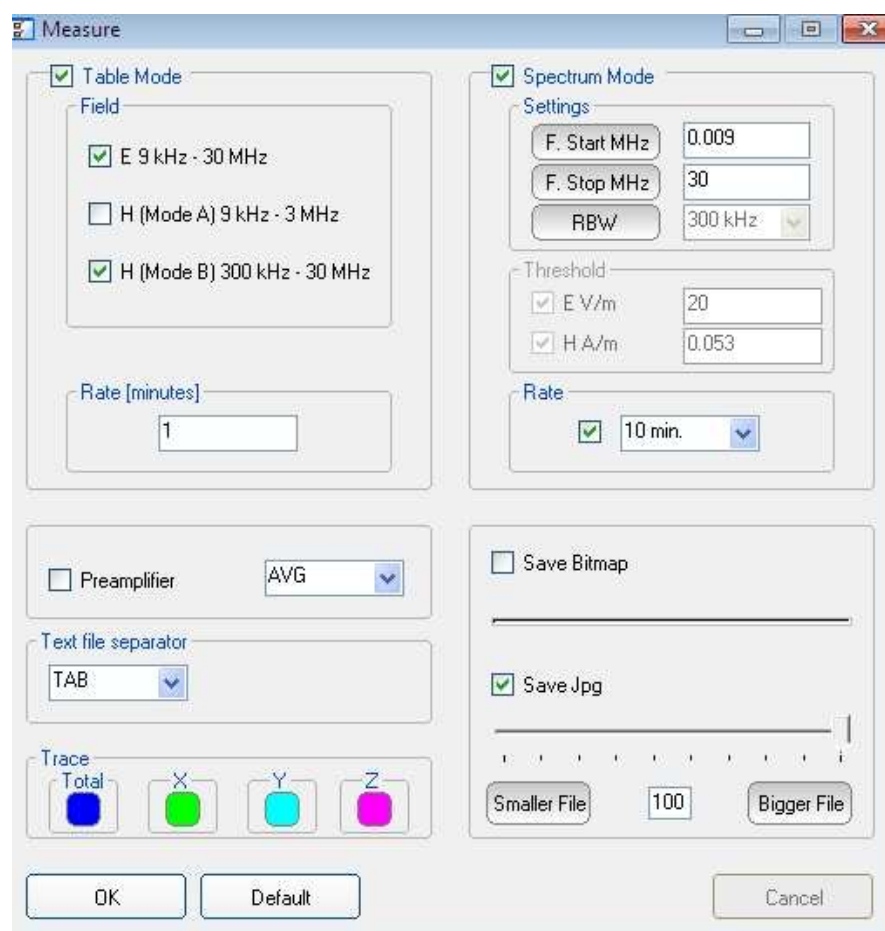 Measure
Table Mode
Field
E 9 kHz - 30 MHz
H (Mode A) 9 kHz - 3 MHz
H (Mode B) 300 kHz - 30 MHz
Rate [minutes]
1
Spectrum Mode
Settings
F. Start MHz 0.009
F. Stop MHz 30
RBW 300 kHz
Threshold
E V/m 20
H A/m 0.053
Rate
10 min.
Preamplifier AVG
Text file separator
TAB
Trace
Total X Y Z
Save Bitmap
Save Jpg
Smaller File 100 Bigger File
OK Default Cancel